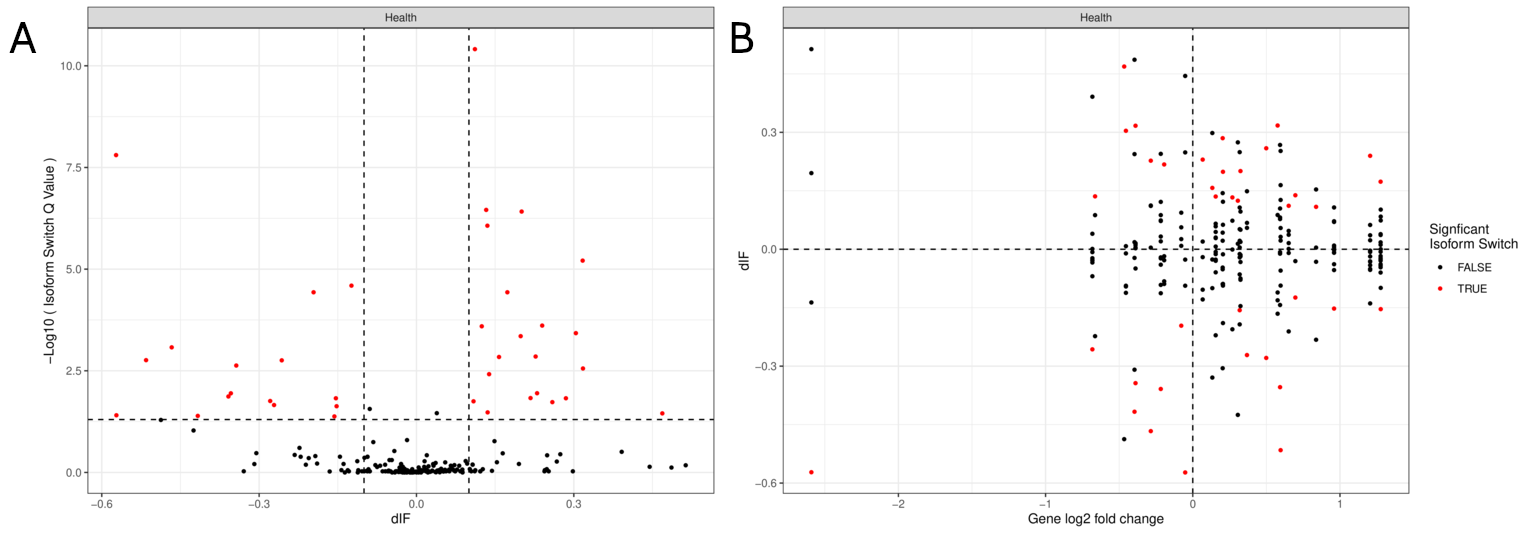 A
Health
10.0
7.5
5.0
2.5
0.0
−Log10 ( Isoform Switch Q Value )
−0.6
−0.3
0.0
0.3
dIF
B
Health
0.3
0.0
−0.3
−0.6
dIF
−2
−1
0
1
Gene log2 fold change
Signficant
Isoform Switch
FALSE
TRUE